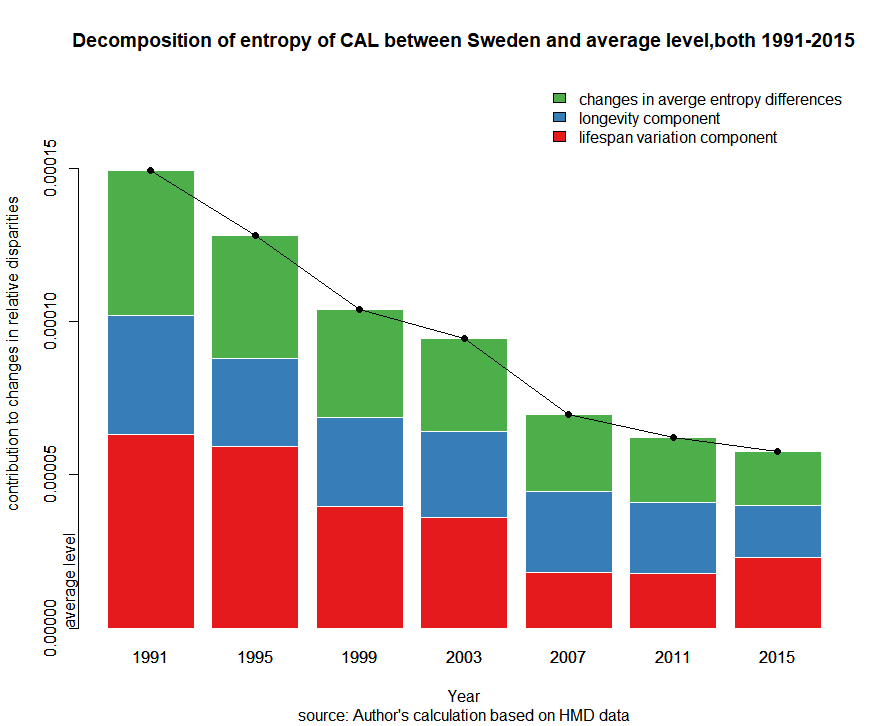 Decomposition of entropy of CAL between Sweden and average level,both 1991-2015
changes in averge entropy differences
longevity component
lifespan variation component
contribution to changes in relative disparities
average level
0.00015
0.00010
0.00005
0.00000
1991 1995 1999 2003 2007 2011 2015
Year
source: Author's calculation based on HMD data